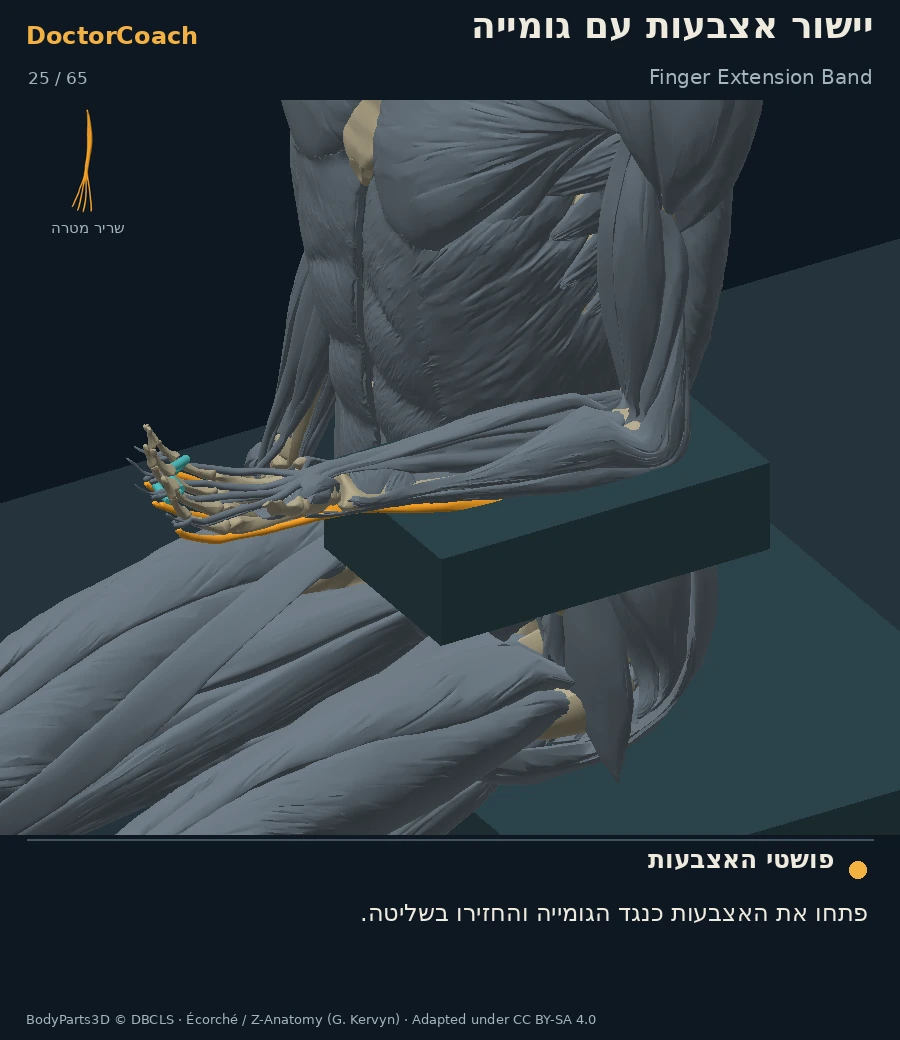 יישור אצבעות עם גומייה
DoctorCoach
Finger Extension Band
25 / 65
שריר מטרה
פושטי האצבעות
פתחו את האצבעות כנגד הגומייה והחזירו בשליטה.
BodyParts3D © DBCLS · Écorché / Z-Anatomy (G. Kervyn) · Adapted under CC BY-SA 4.0